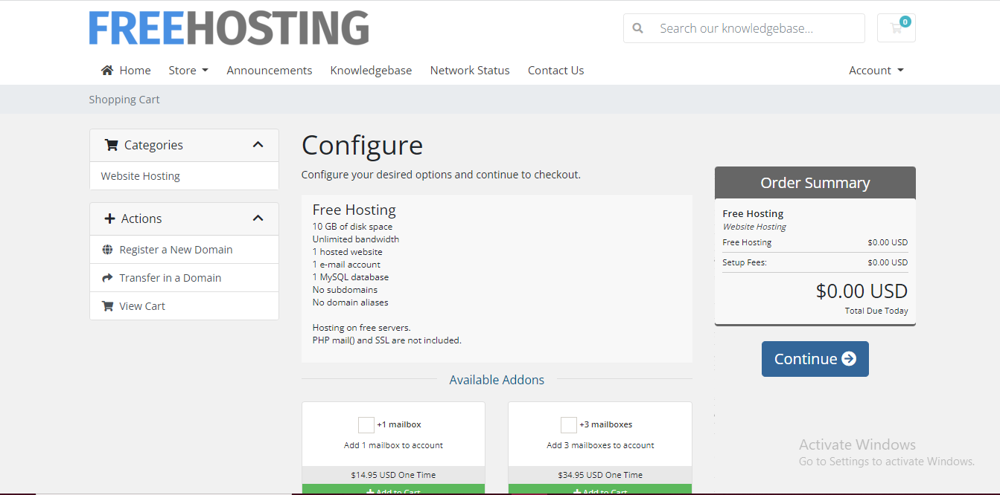 FREEHOSTING
Search our knowledgebase...
0
Home Store Announcements Knowledgebase Network Status Contact Us Account
Shopping Cart
Categories
Website Hosting
Actions
Register a New Domain
Transfer in a Domain
View Cart
Configure
Configure your desired options and continue to checkout.
Free Hosting
10 GB of disk space
Unlimited bandwidth
1 hosted website
1 e-mail account
1 MySQL database
No subdomains
No domain aliases
Hosting on free servers.
PHP mail() and SSL are not included.
Available Addons
+1 mailbox
Add 1 mailbox to account
$14.95 USD One Time
Add to Cart
+3 mailboxes
Add 3 mailboxes to account
$34.95 USD One Time
Add to Cart
Order Summary
Free Hosting
Website Hosting
Free Hosting $0.00 USD
Setup Fees: $0.00 USD
$0.00 USD
Total Due Today
Continue
Activate Windows
Go to Settings to activate Windows.